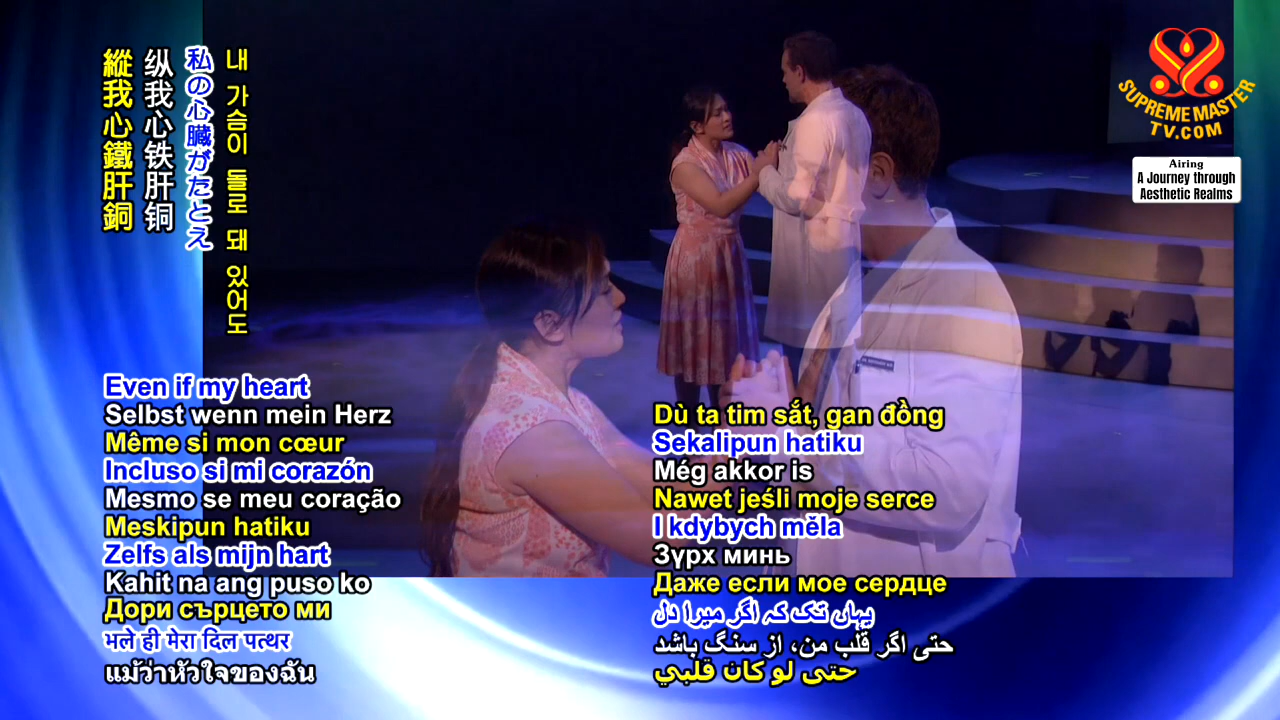 縱我心鐵肝銅
纵我心铁肝铜
私の心臓がたとえ
내 가슴이 돌로 돼 있어도
SUPREME MASTER
TV.COM
Airing
A Journey through
Aesthetic Realms
Even if my heart
Selbst wenn mein Herz
Même si mon cœur
Incluso si mi corazón
Mesmo se meu coração
Meskipun hatiku
Zelfs als mijn hart
Kahit na ang puso ko
Дори сърцето ми
भले ही मेरा दिल पत्थर
แม้ว่าหัวใจของฉัน
Dù ta tim sắt, gan đồng
Sekalipun hatiku
Még akkor is
Nawet jeśli moje serce
I kdybych měla
Зүрх минь
Даже если мое сердце
یہاں تک کہ اگر میرا دل
حتی اگر قلب من، از سنگ باشد
حتى لو كان قلبي